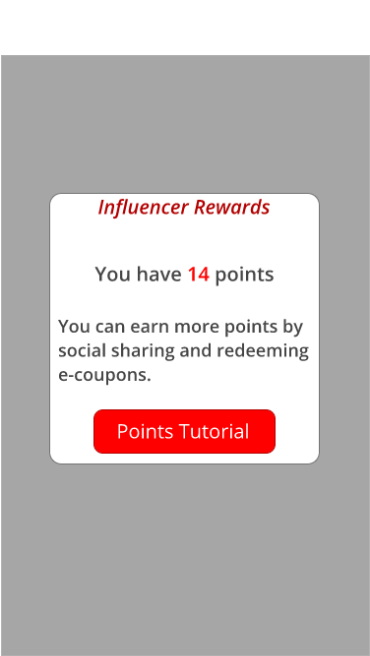 Influencer Rewards
You have 14 points
You can earn more points by
social sharing and redeeming
e-coupons.
Points Tutorial